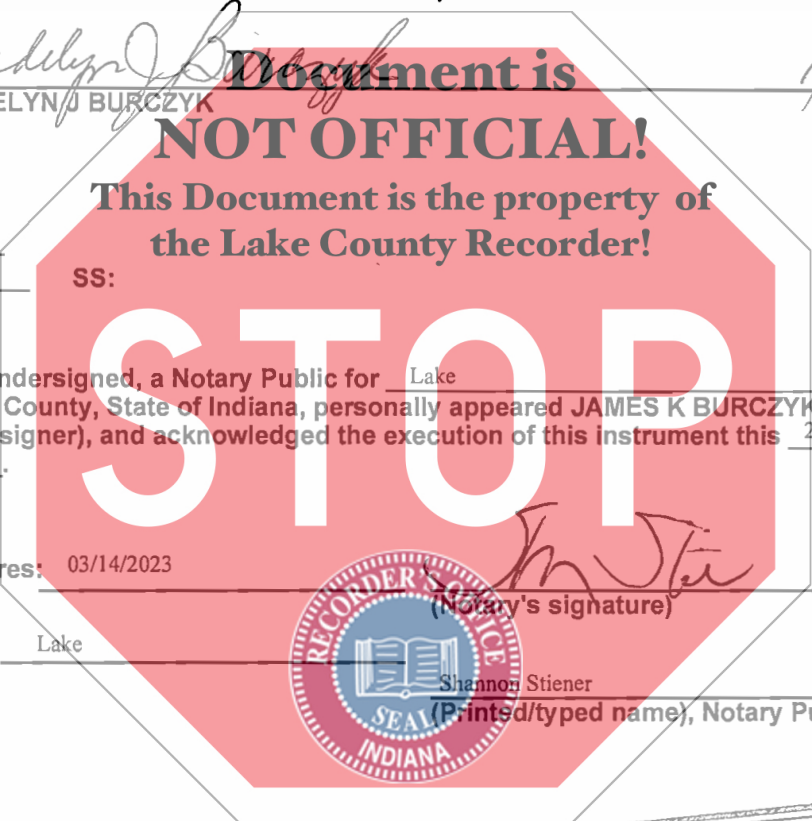 Document is
ELYN J BURCZYK
NOT OFFICIAL!
This Document is the property of
the Lake County Recorder!
SS:
STOP
ndersigned, a Notary Public for Lake
County, State of Indiana, personally appeared JAMES K BURCZYK
signer), and acknowledged the execution of this instrument this 2
res: 03/14/2023
(Notary's signature)
Lake
Shannon Stiener
(Printed/typed name), Notary Pu
RECORDER'S OFFICE
SEAL
INDIANA